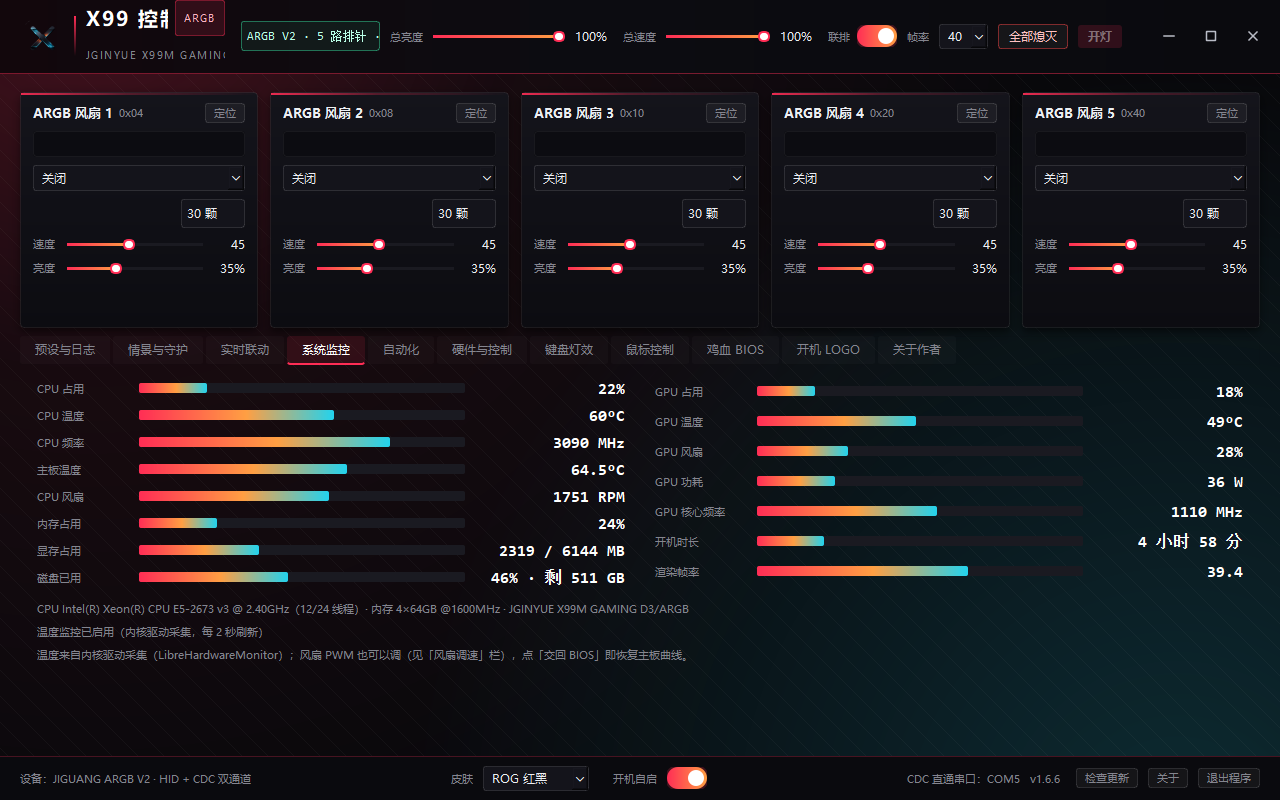 X99 控制
ARGB
JGINYUE X99M GAMING
ARGB V2 · 5 路排针 ·
总亮度 100%
总速度 100%
联排
帧率 40
全部熄灭
开灯
ARGB 风扇 1 0x04 定位
关闭
30 颗
速度 45
亮度 35%
ARGB 风扇 2 0x08 定位
关闭
30 颗
速度 45
亮度 35%
ARGB 风扇 3 0x10 定位
关闭
30 颗
速度 45
亮度 35%
ARGB 风扇 4 0x20 定位
关闭
30 颗
速度 45
亮度 35%
ARGB 风扇 5 0x40 定位
关闭
30 颗
速度 45
亮度 35%
预设与日志 情景与守护 实时联动 系统监控 自动化 硬件与控制 键盘灯效 鼠标控制 鸡血 BIOS 开机 LOGO 关于作者
CPU 占用 22%
CPU 温度 60°C
CPU 频率 3090 MHz
主板温度 64.5°C
CPU 风扇 1751 RPM
内存占用 24%
显存占用 2319 / 6144 MB
磁盘已用 46% · 剩 511 GB
GPU 占用 18%
GPU 温度 49°C
GPU 风扇 28%
GPU 功耗 36 W
GPU 核心频率 1110 MHz
开机时长 4 小时 58 分
渲染帧率 39.4
CPU Intel(R) Xeon(R) CPU E5-2673 v3 @ 2.40GHz（12/24 线程）· 内存 4×64GB @1600MHz · JGINYUE X99M GAMING D3/ARGB
温度监控已启用（内核驱动采集，每 2 秒刷新）
温度来自内核驱动采集（LibreHardwareMonitor）；风扇 PWM 也可以调（见「风扇调速」栏），点「交回 BIOS」即恢复主板曲线。
设备：JIGUANG ARGB V2 · HID + CDC 双通道
皮肤 ROG 红黑
开机自启
CDC 直通串口：COM5 v1.6.6
检查更新
关于
退出程序